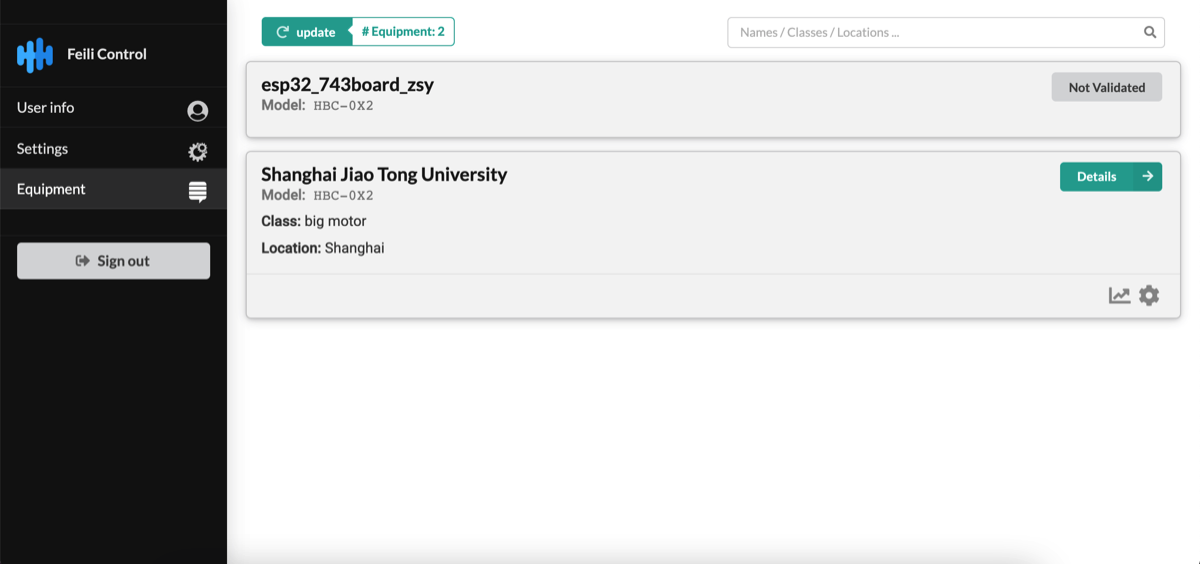 Feili Control
User info
Settings
Equipment
Sign out
update
# Equipment: 2
Names / Classes / Locations ...
esp32_743board_zsy
Not Validated
Model: HBC-0X2
Shanghai Jiao Tong University
Details
Model: HBC-0X2
Class: big motor
Location: Shanghai